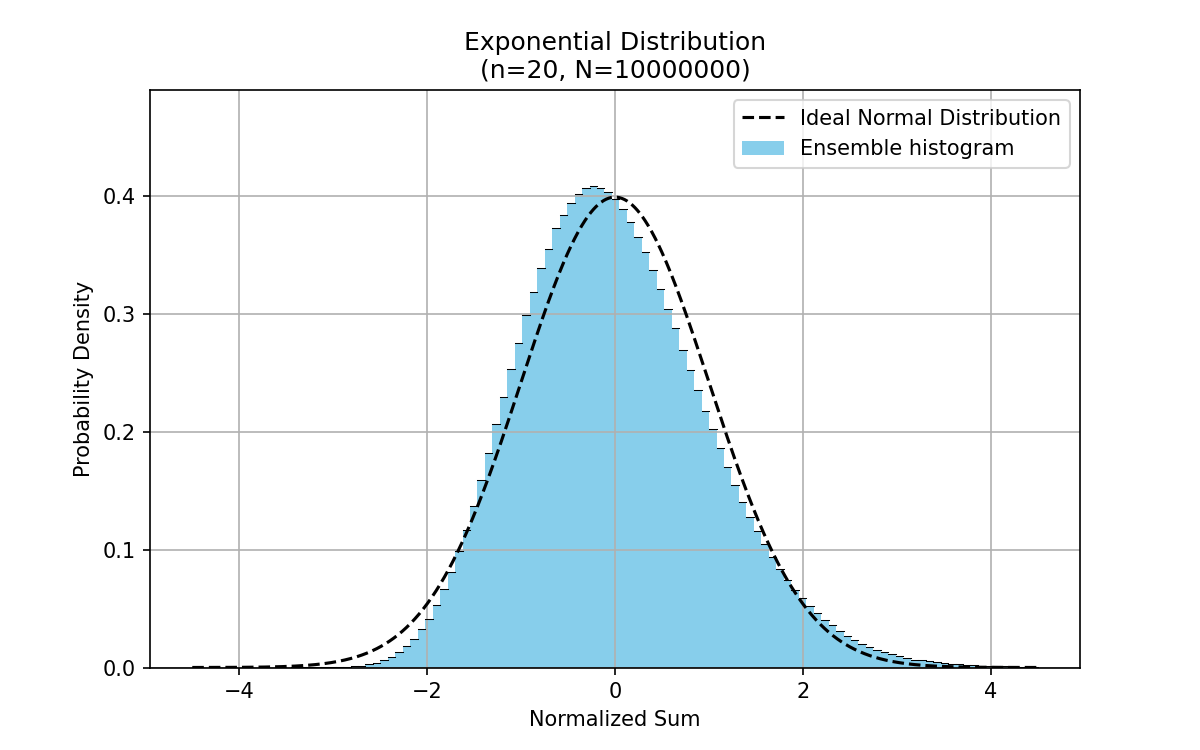 Exponential Distribution
(n=20, N=10000000)
Ideal Normal Distribution
Ensemble histogram
Probability Density
0.4
0.3
0.2
0.1
0.0
−4
−2
0
2
4
Normalized Sum